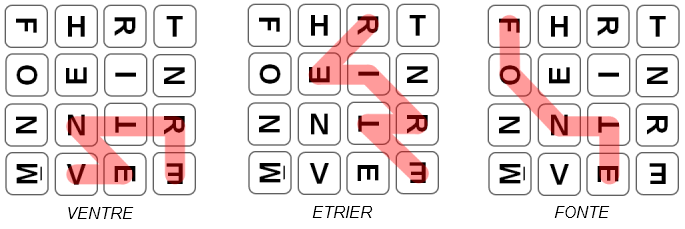 F H R T F H R T F H R T
O E I N O E I N O E I N
N N T R N N T R N N T R
M V E E M V E E M V E E
VENTRE ETRIER FONTE